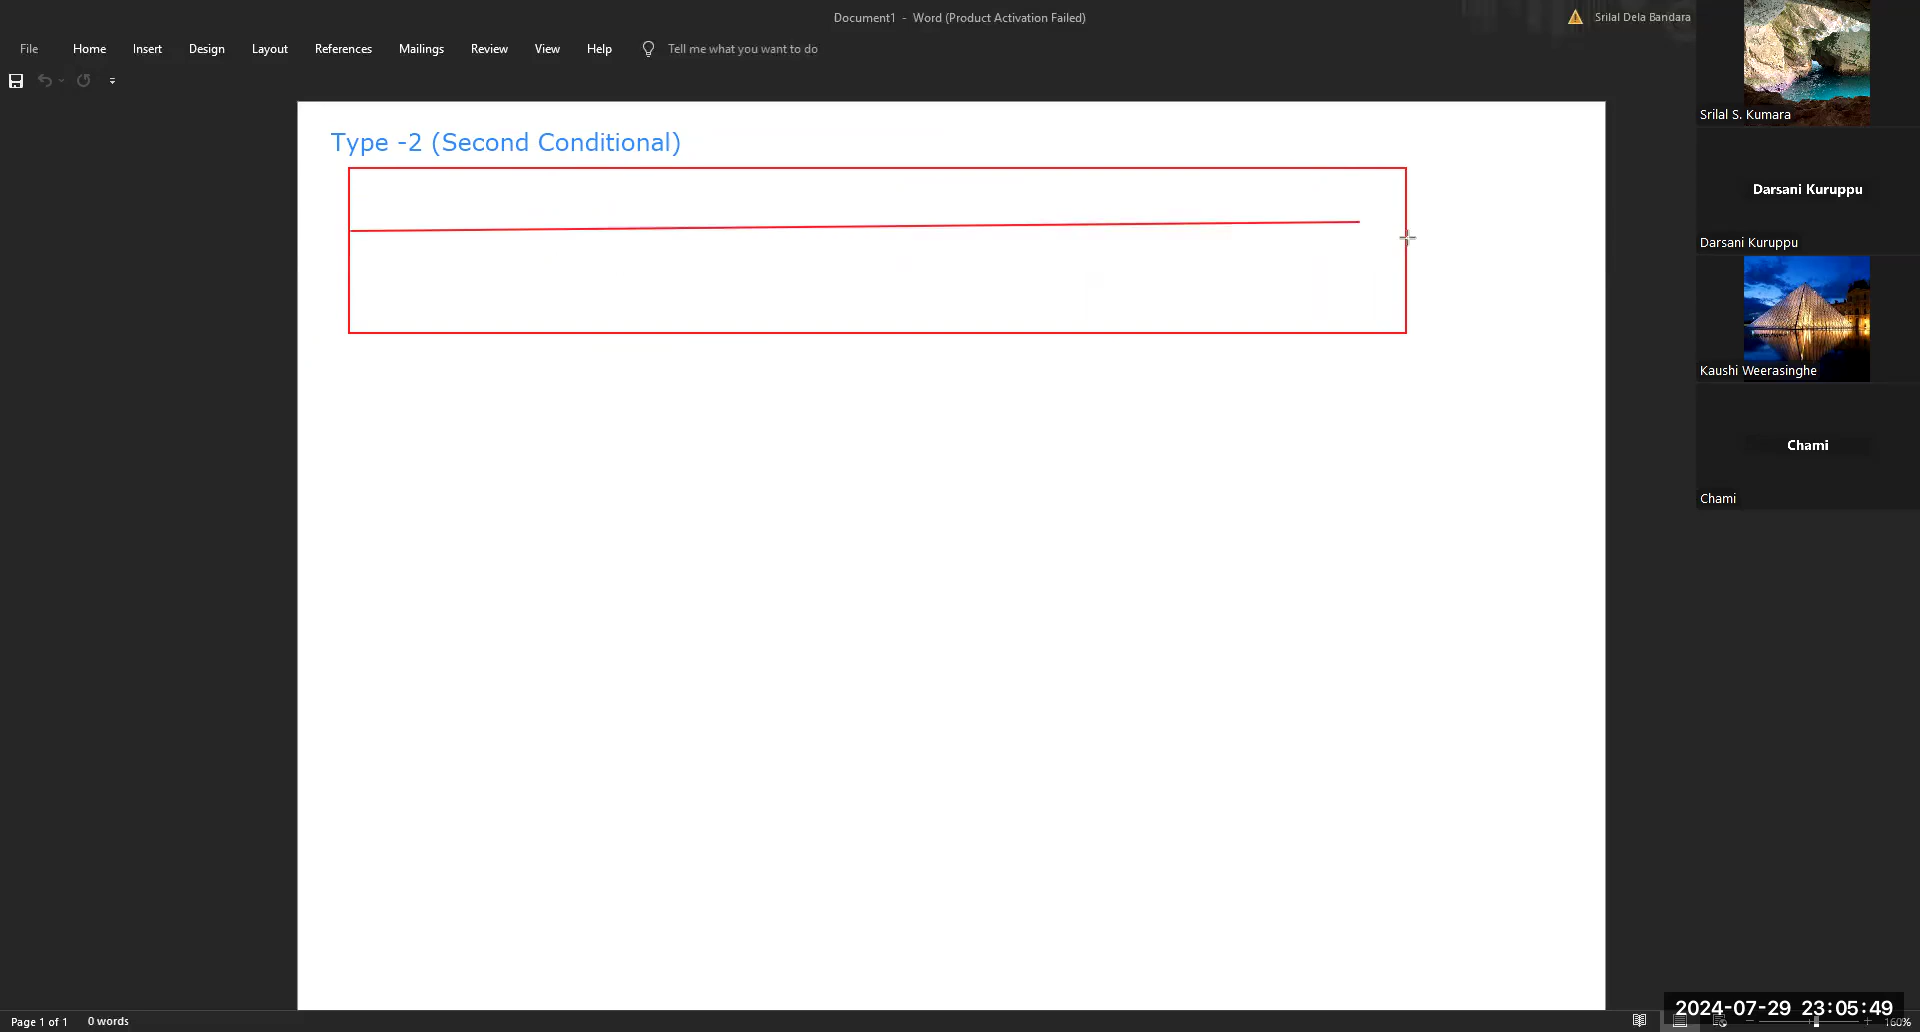 Document1 - Word (Product Activation Failed)
Srilal Dela Bandara
File Home Insert Design Layout References Mailings Review View Help Tell me what you want to do
Type -2 (Second Conditional)
Srilal S. Kumara
Darsani Kuruppu
Darsani Kuruppu
Kaushi Weerasinghe
Chami
Chami
2024-07-29 23:05:49
Page 1 of 1 0 words
160%